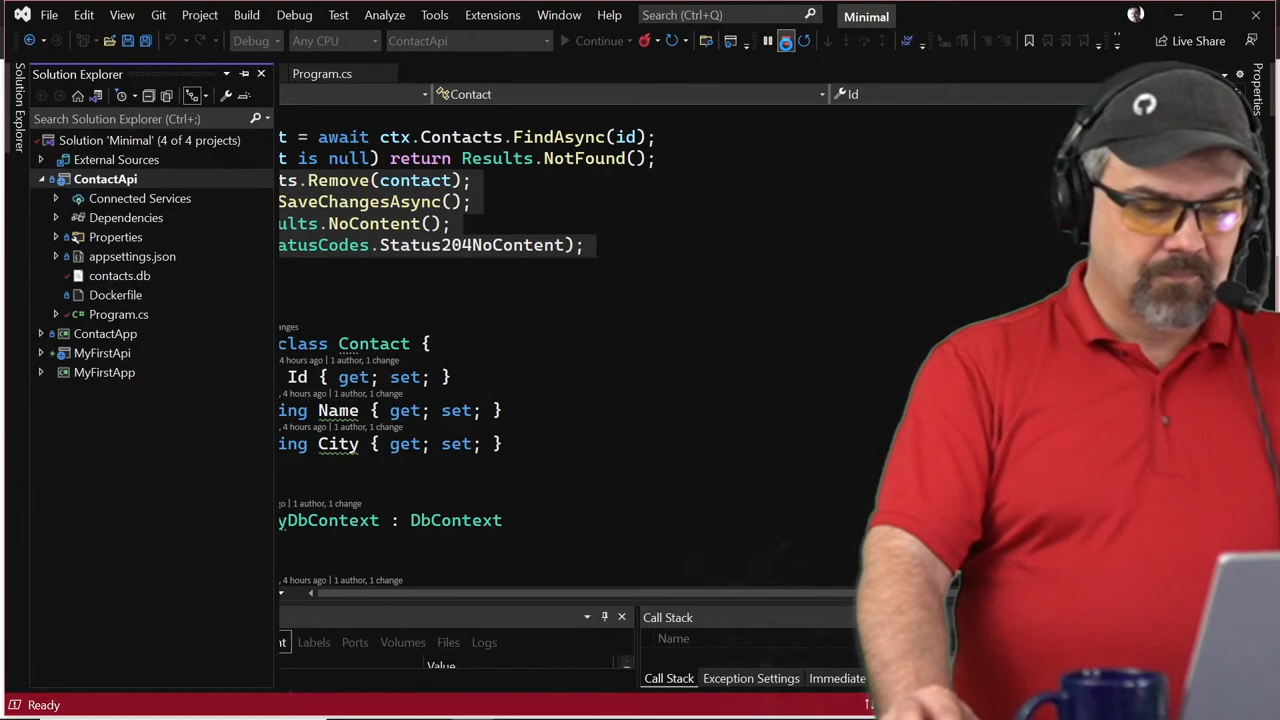 File Edit View Git Project Build Debug Test Analyze Tools Extensions Window Help Search (Ctrl+Q) Minimal
Debug Any CPU ContactApi Continue Live Share
Solution Explorer
Solution Explorer
Program.cs
Properties
Contact Id
Search Solution Explorer (Ctrl+;)
Solution 'Minimal' (4 of 4 projects)
External Sources
ContactApi
Connected Services
Dependencies
Properties
appsettings.json
contacts.db
Dockerfile
Program.cs
ContactApp
MyFirstApi
MyFirstApp
t = await ctx.Contacts.FindAsync(id);
t is null) return Results.NotFound();
ts.Remove(contact);
SaveChangesAsync();
ults.NoContent();
atusCodes.Status204NoContent);
nges
class Contact {
4 hours ago | 1 author, 1 change
Id { get; set; }
4 hours ago | 1 author, 1 change
ing Name { get; set; }
4 hours ago | 1 author, 1 change
ing City { get; set; }
go | 1 author, 1 change
yDbContext : DbContext
, 4 hours ago | 1 author, 1 change
Call Stack
nt Labels Ports Volumes Files Logs
Name
Value
Call Stack Exception Settings Immediate
Ready